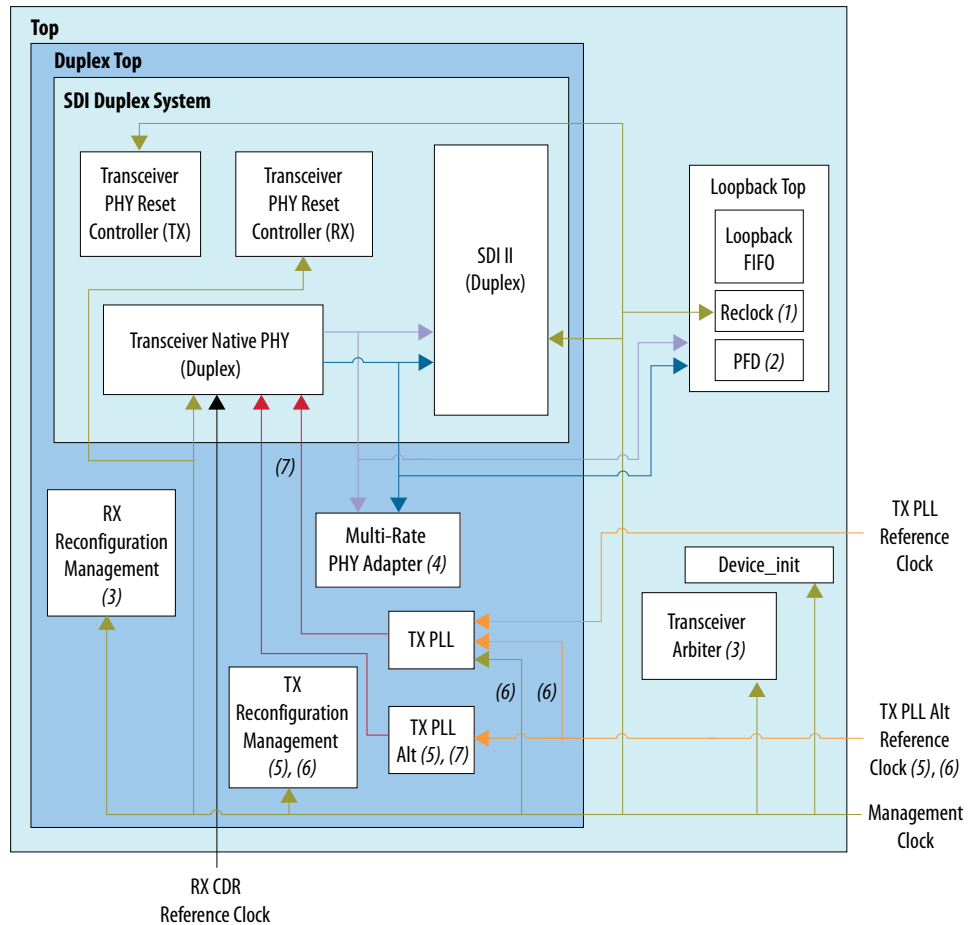 Top
Duplex Top
SDI Duplex System
Transceiver
PHY Reset
Controller (TX)
Transceiver
PHY Reset
Controller (RX)
SDI II
(Duplex)
Loopback Top
Loopback
FIFO
Reclock (1)
PFD (2)
Transceiver Native PHY
(Duplex)
(7)
RX
Reconfiguration
Management
(3)
Multi-Rate
PHY Adapter (4)
TX PLL
Reference
Clock
Device_init
Transceiver
Arbiter (3)
TX PLL
(6)
(6)
TX
Reconfiguration
Management
(5), (6)
TX PLL
Alt (5), (7)
TX PLL Alt
Reference
Clock (5), (6)
Management
Clock
RX CDR
Reference Clock